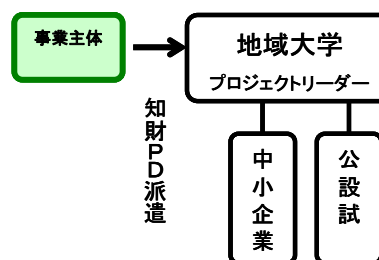 事業主体
地域大学
プロジェクトリーダー
知財PD派遣
中小企業
公設試